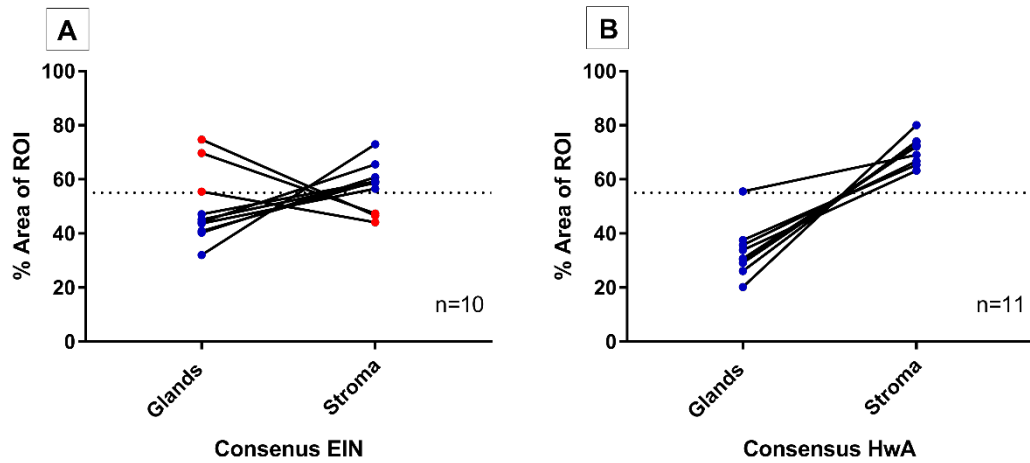 A
% Area of ROI
100
80
60
40
20
0
n=10
Glands
Stroma
Consenus EIN
B
% Area of ROI
100
80
60
40
20
0
n=11
Glands
Stroma
Consensus HwA